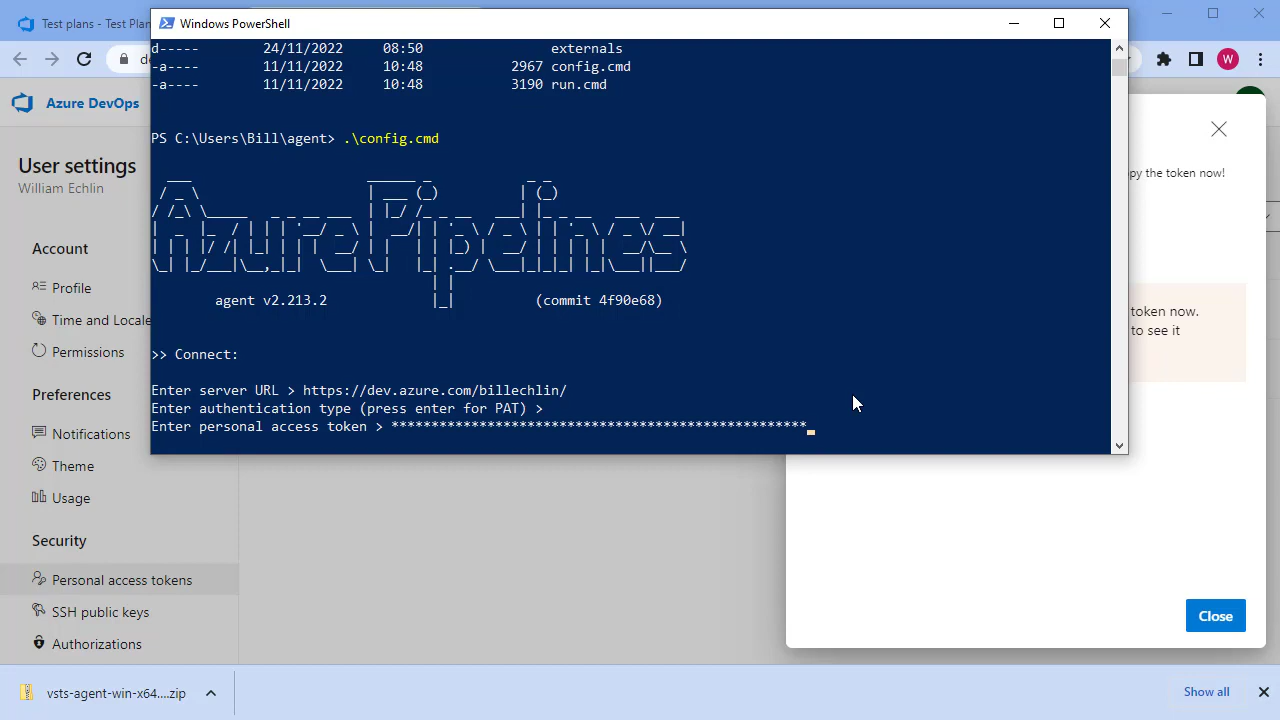 Test plans - Test Plan
Windows PowerShell
d----- 24/11/2022 08:50 externals
-a---- 11/11/2022 10:48 2967 config.cmd
-a---- 11/11/2022 10:48 3190 run.cmd
PS C:\Users\Bill\agent> .\config.cmd
Azure Pipelines
agent v2.213.2 (commit 4f90e68)
>> Connect:
Enter server URL > https://dev.azure.com/billechlin/
Enter authentication type (press enter for PAT) >
Enter personal access token > ****************************************************
de
W
Azure DevOps
User settings
William Echlin
Account
Profile
Time and Locale
Permissions
Preferences
Notifications
Theme
Usage
Security
Personal access tokens
SSH public keys
Authorizations
py the token now!
token now.
to see it
Close
vsts-agent-win-x64....zip
Show all